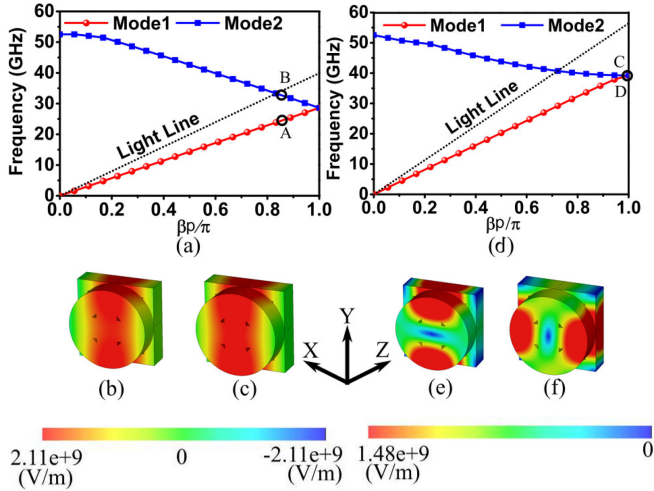 Mode1 Mode2
Frequency (GHz)
60
50
40
30
20
10
0
Light Line
B
A
0.0 0.2 0.4 0.6 0.8 1.0
βp/π
(a)
Mode1 Mode2
Frequency (GHz)
60
50
40
30
20
10
0
Light Line
C
D
0.0 0.2 0.4 0.6 0.8 1.0
βp/π
(d)
(b)
(c)
Y
X
Z
(e)
(f)
2.11e+9 0 -2.11e+9
(V/m) (V/m)
1.48e+9 0
(V/m) (V/m)